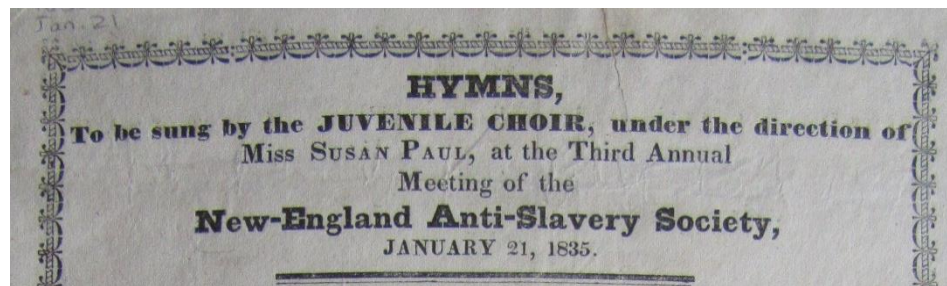 Jan. 21
HYMNS,
To be sung by the JUVENILE CHOIR, under the direction of
Miss SUSAN PAUL, at the Third Annual
Meeting of the
New-England Anti-Slavery Society,
JANUARY 21, 1835.